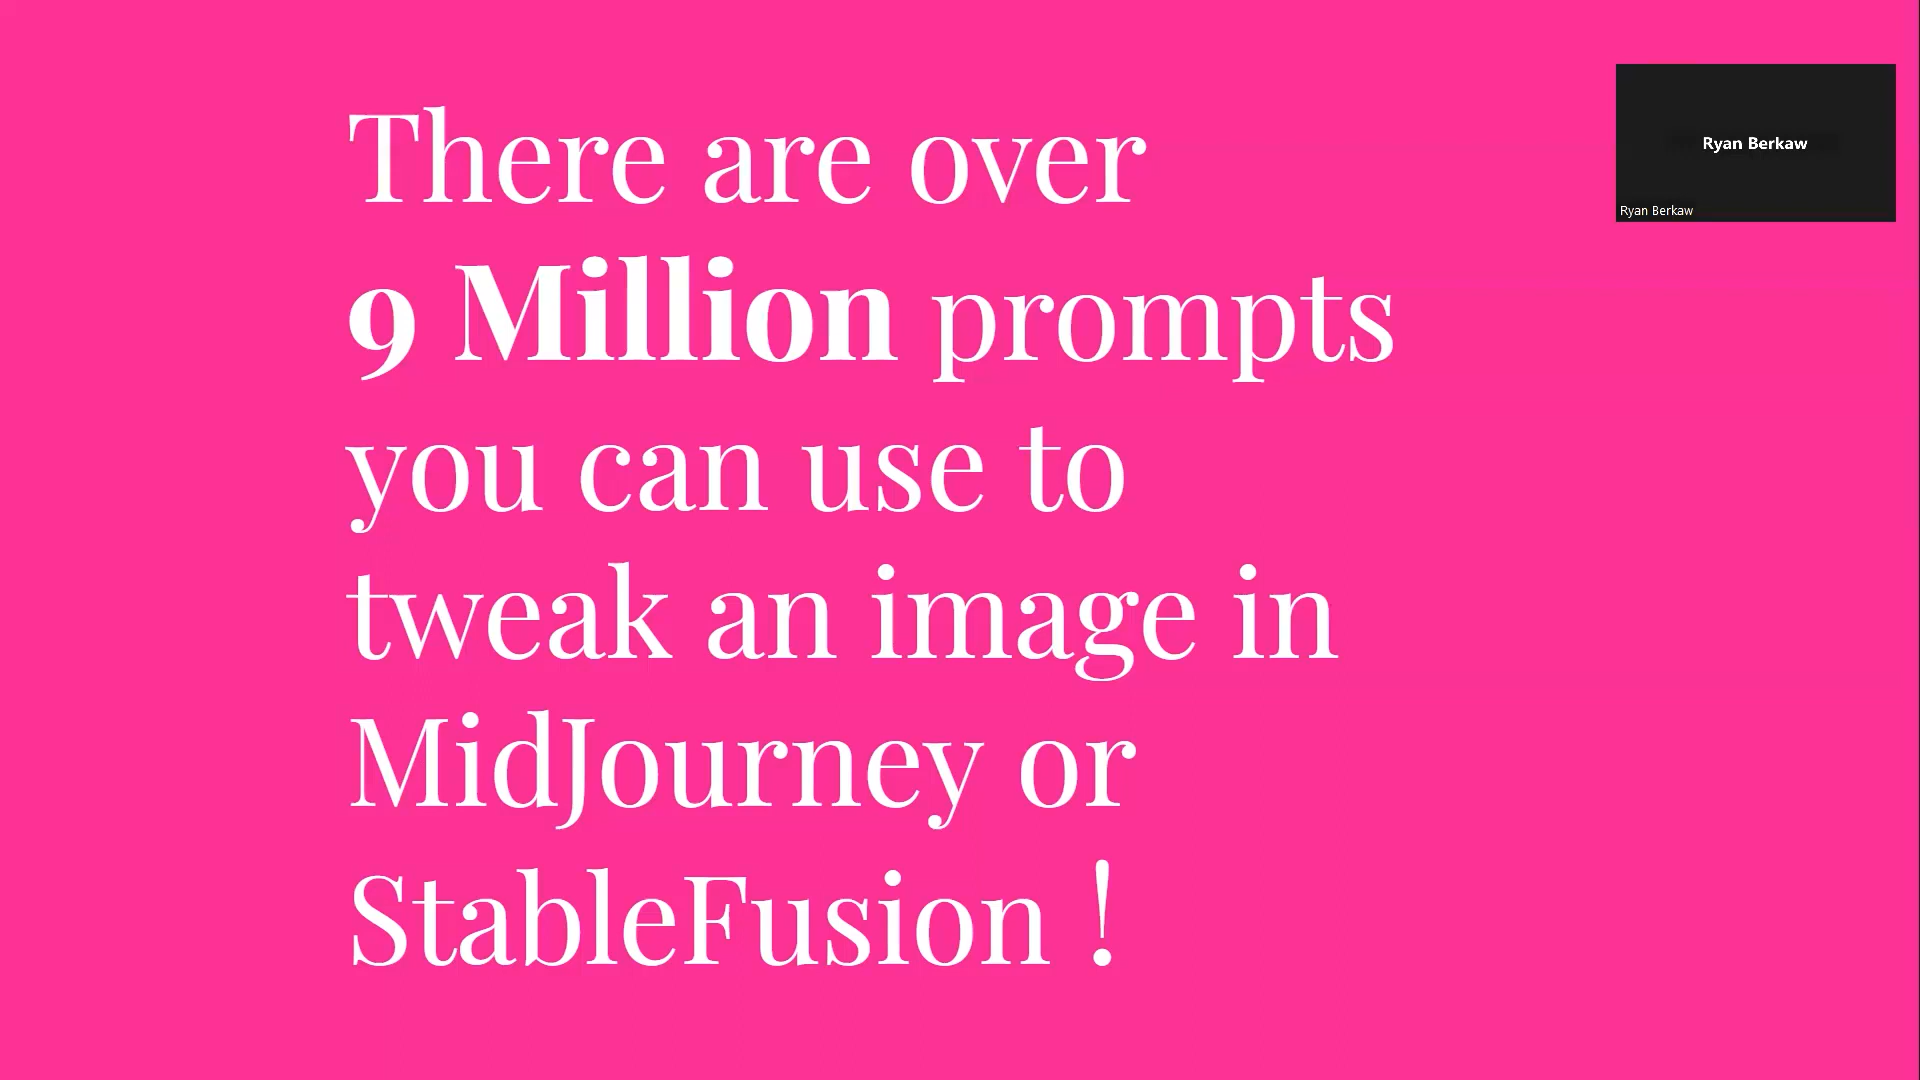 There are over
9 Million prompts
you can use to
tweak an image in
MidJourney or
StableFusion !
Ryan Berkaw
Ryan Berkaw